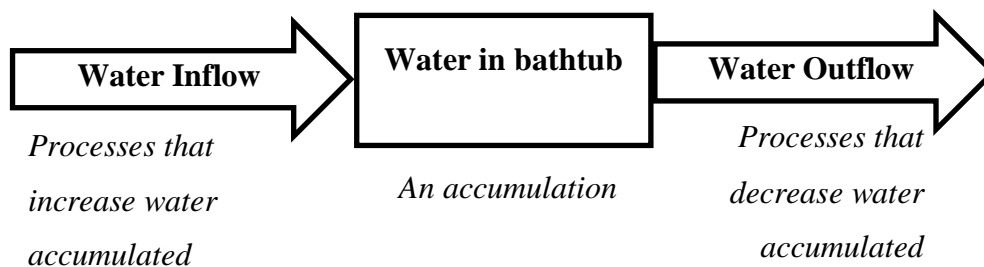 Water Inflow
Water in bathtub
Water Outflow
Processes that
increase water
accumulated
An accumulation
Processes that
decrease water
accumulated